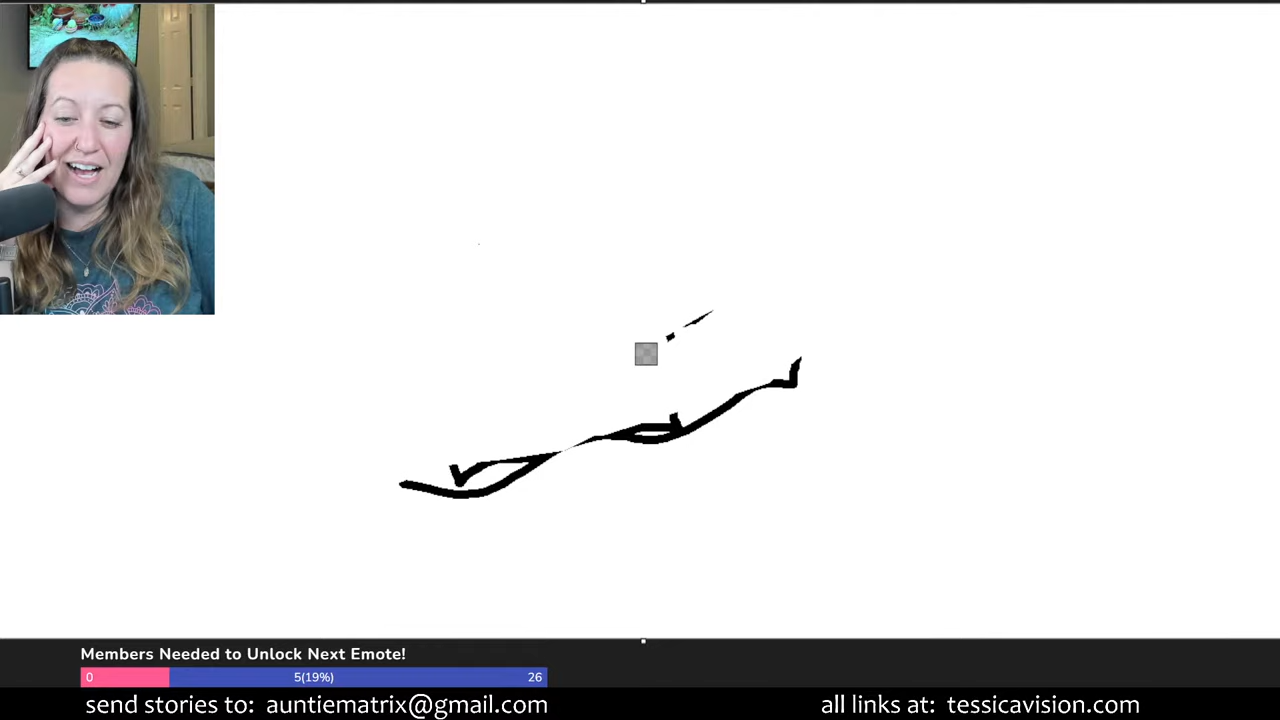 Members Needed to Unlock Next Emote!
0 5(19%) 26
send stories to: auntiematrix@gmail.com all links at: tessicavision.com